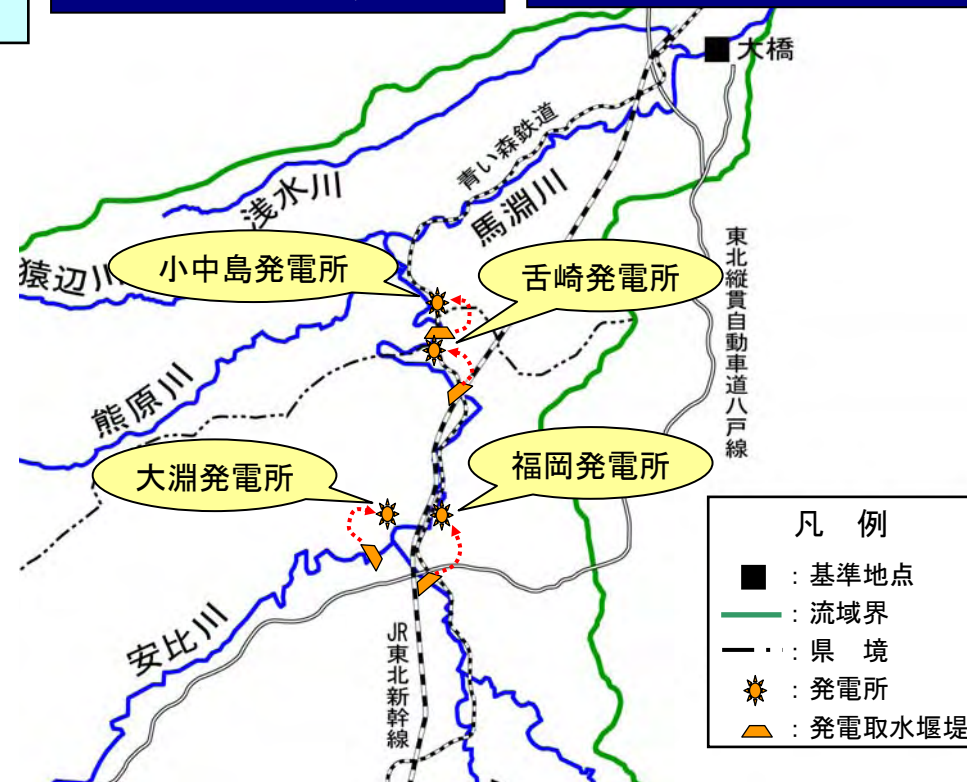 大橋
青い森鉄道
浅水川
馬淵川
猿辺川
小中島発電所
舌崎発電所
東北縦貫自動車道八戸線
熊原川
大淵発電所
福岡発電所
安比川
JR東北新幹線
凡 例
：基準地点
：流域界
：県 境
：発電所
：発電取水堰堤